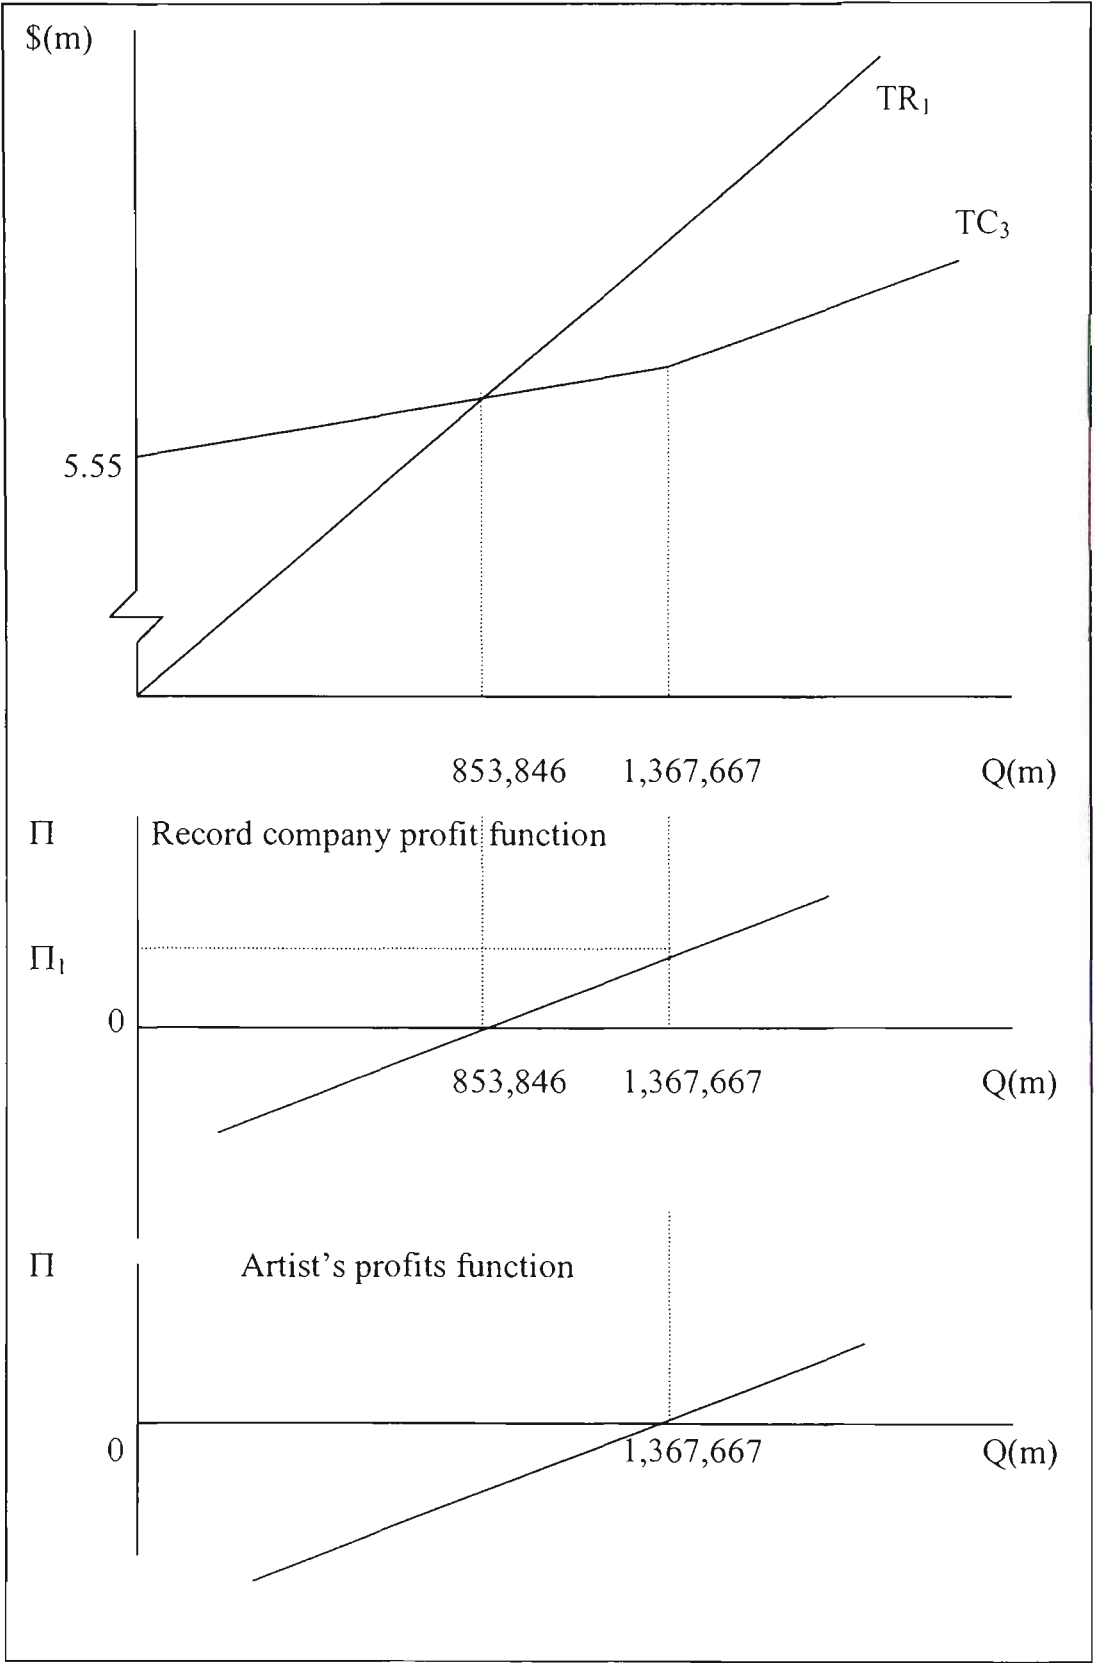 $(m)
TR₁
TC₃
5.55
853,846 1,367,667 Q(m)
Π Record company profit function
Π₁
0
853,846 1,367,667 Q(m)
Π Artist's profits function
0 1,367,667 Q(m)